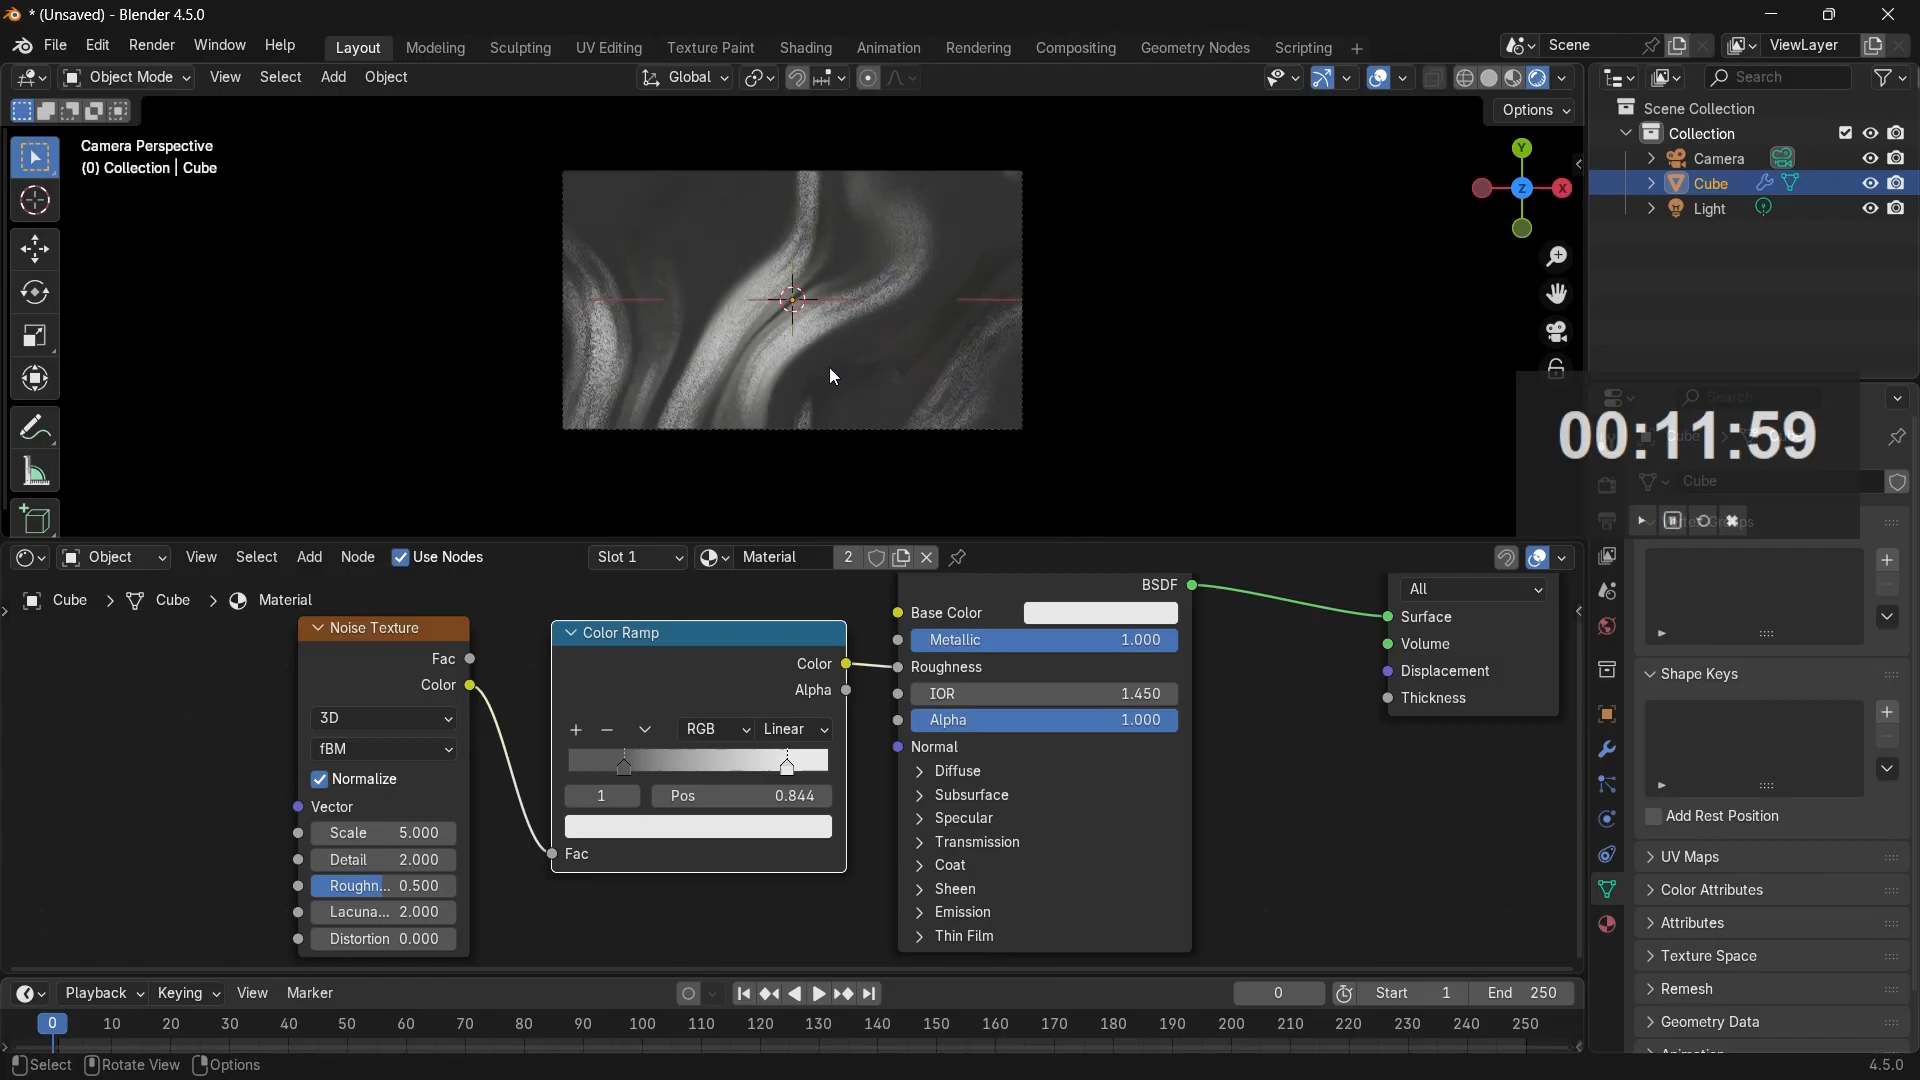 * (Unsaved) - Blender 4.5.0
File Edit Render Window Help Layout Modeling Sculpting UV Editing Texture Paint Shading Animation Rendering Compositing Geometry Nodes Scripting + Scene ViewLayer
Object Mode View Select Add Object Global Search
Options
Camera Perspective
(0) Collection | Cube
Y
X
Z
Scene Collection
Collection
Camera
Cube
Light
Search
00:11:59
Cube
Cube
Object View Select Add Node Use Nodes Slot 1 Material 2
Cube > Cube > Material
Noise Texture
Fac
Color
3D
fBM
Normalize
Vector
Scale 5.000
Detail 2.000
Roughn... 0.500
Lacuna... 2.000
Distortion 0.000
Color Ramp
Color
Alpha
RGB Linear
1 Pos 0.844
Fac
BSDF
Base Color
Metallic 1.000
Roughness
IOR 1.450
Alpha 1.000
Normal
Diffuse
Subsurface
Specular
Transmission
Coat
Sheen
Emission
Thin Film
All
Surface
Volume
Displacement
Thickness
Shape Keys
Add Rest Position
UV Maps
Color Attributes
Attributes
Texture Space
Remesh
Geometry Data
Animation
Playback Keying View Marker 0 Start 1 End 250
0 10 20 30 40 50 60 70 80 90 100 110 120 130 140 150 160 170 180 190 200 210 220 230 240 250
Select Rotate View Options 4.5.0